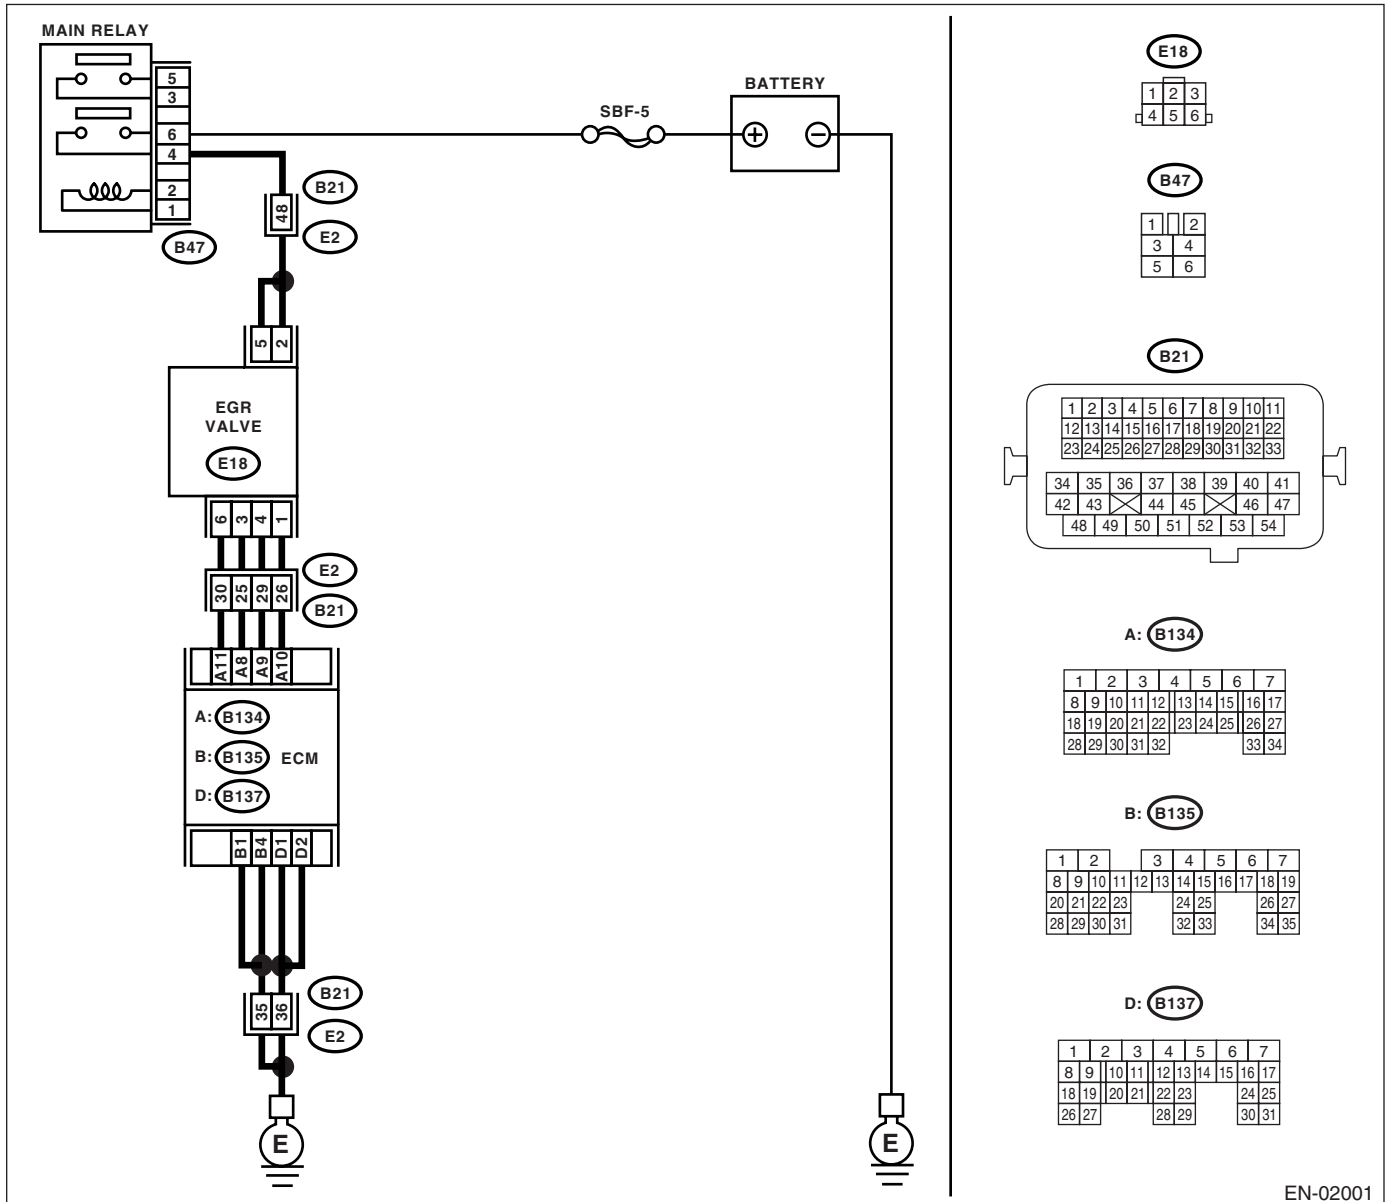 MAIN RELAY
5
3
6
4
2
1
B47
SBF-5
BATTERY
+ −
B21
48
E2
5 2
EGR
VALVE
E18
6 3 4 1
E2
30 25 29 26
B21
A11 A8 A9 A10
A: B134
B: B135 ECM
D: B137
B1 B4 D1 D2
B21
35 36
E2
E
E
E18
1 2 3
4 5 6
B47
1 2
3 4
5 6
B21
1 2 3 4 5 6 7 8 9 10 11
12 13 14 15 16 17 18 19 20 21 22
23 24 25 26 27 28 29 30 31 32 33
34 35 36 37 38 39 40 41
42 43 44 45 46 47
48 49 50 51 52 53 54
A: B134
1 2 3 4 5 6 7
8 9 10 11 12 13 14 15 16 17
18 19 20 21 22 23 24 25 26 27
28 29 30 31 32 33 34
B: B135
1 2 3 4 5 6 7
8 9 10 11 12 13 14 15 16 17 18 19
20 21 22 23 24 25 26 27
28 29 30 31 32 33 34 35
D: B137
1 2 3 4 5 6 7
8 9 10 11 12 13 14 15 16 17
18 19 20 21 22 23 24 25
26 27 28 29 30 31
EN-02001